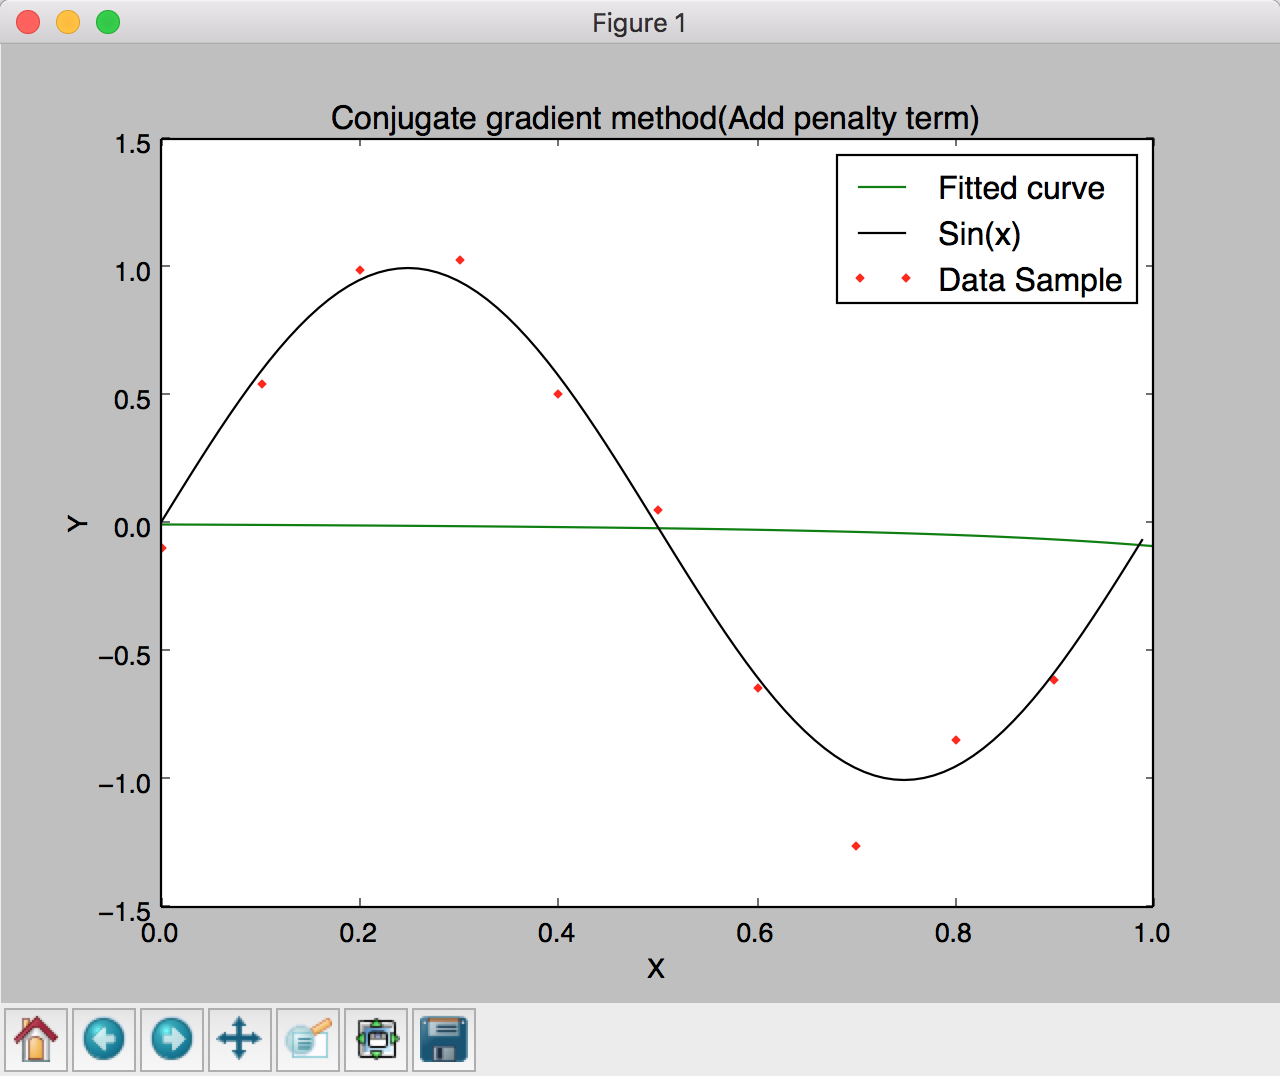 Figure 1
Conjugate gradient method(Add penalty term)
Fitted curve
Sin(x)
Data Sample
1.5
1.0
0.5
0.0
−0.5
−1.0
−1.5
Y
0.0 0.2 0.4 0.6 0.8 1.0
X